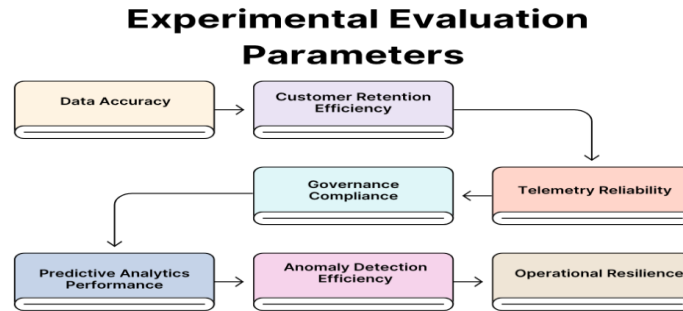 Experimental Evaluation
Parameters
Data Accuracy
Customer Retention
Efficiency
Telemetry Reliability
Governance
Compliance
Predictive Analytics
Performance
Anomaly Detection
Efficiency
Operational Resilience